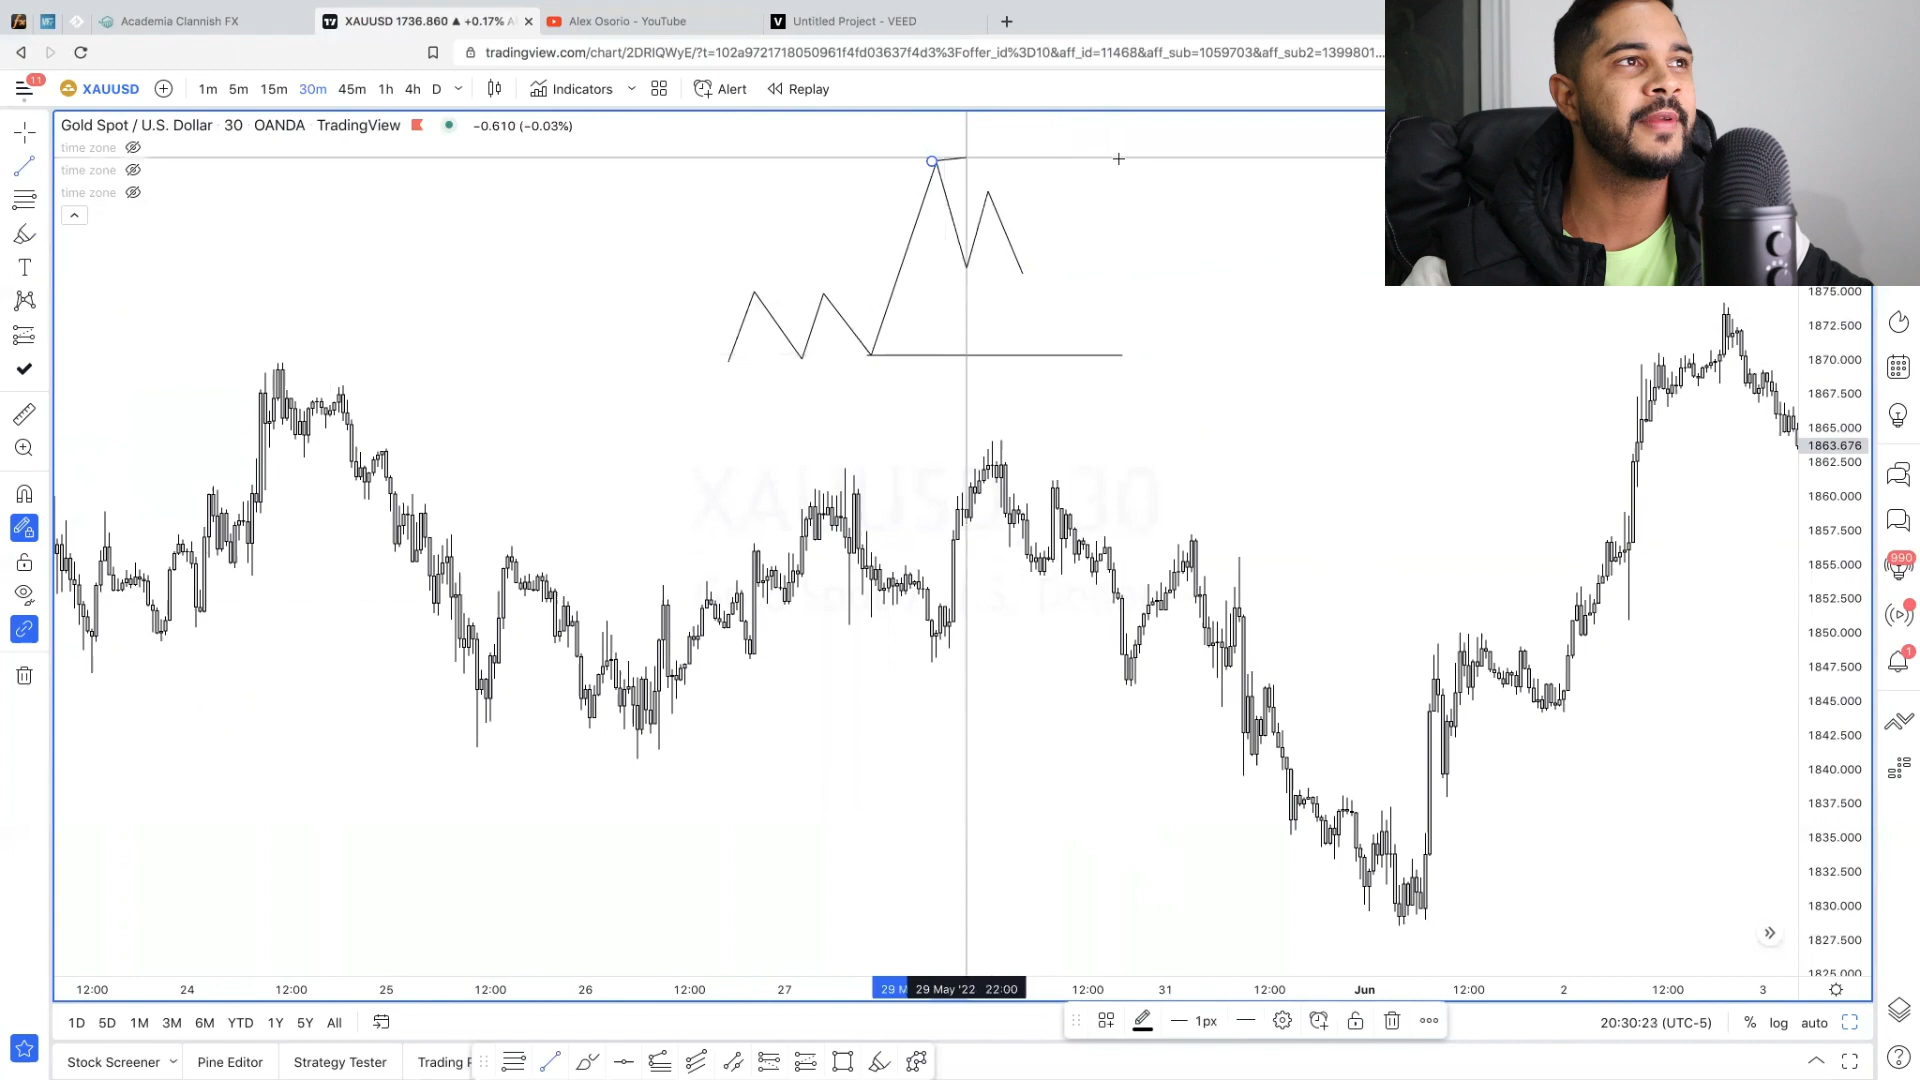 Academia Clannish FX
XAUUSD 1736.860 ▲ +0.17%
Alex Osorio - YouTube
Untitled Project - VEED
tradingview.com/chart/2DRIQWyE/?t=102a9721718050961f4fd03637f4d3%3Foffer_id%3D10&aff_id=11468&aff_sub=1059703&aff_sub2=1399801...
11
XAUUSD
1m 5m 15m 30m 45m 1h 4h D
Indicators
Alert
Replay
Gold Spot / U.S. Dollar 30 OANDA TradingView
−0.610 (−0.03%)
time zone
time zone
time zone
1875.000
1872.500
1870.000
1867.500
1865.000
1863.676
1862.500
1860.000
1857.500
1855.000
1852.500
1850.000
1847.500
1845.000
1842.500
1840.000
1837.500
1835.000
1832.500
1830.000
1827.500
1825.000
990
1
12:00 24 12:00 25 12:00 26 12:00 27 29 M 29 May '22 22:00 12:00 31 12:00 Jun 12:00 2 12:00 3
1D 5D 1M 3M 6M YTD 1Y 5Y All
1px
20:30:23 (UTC-5) % log auto
Stock Screener Pine Editor Strategy Tester Trading